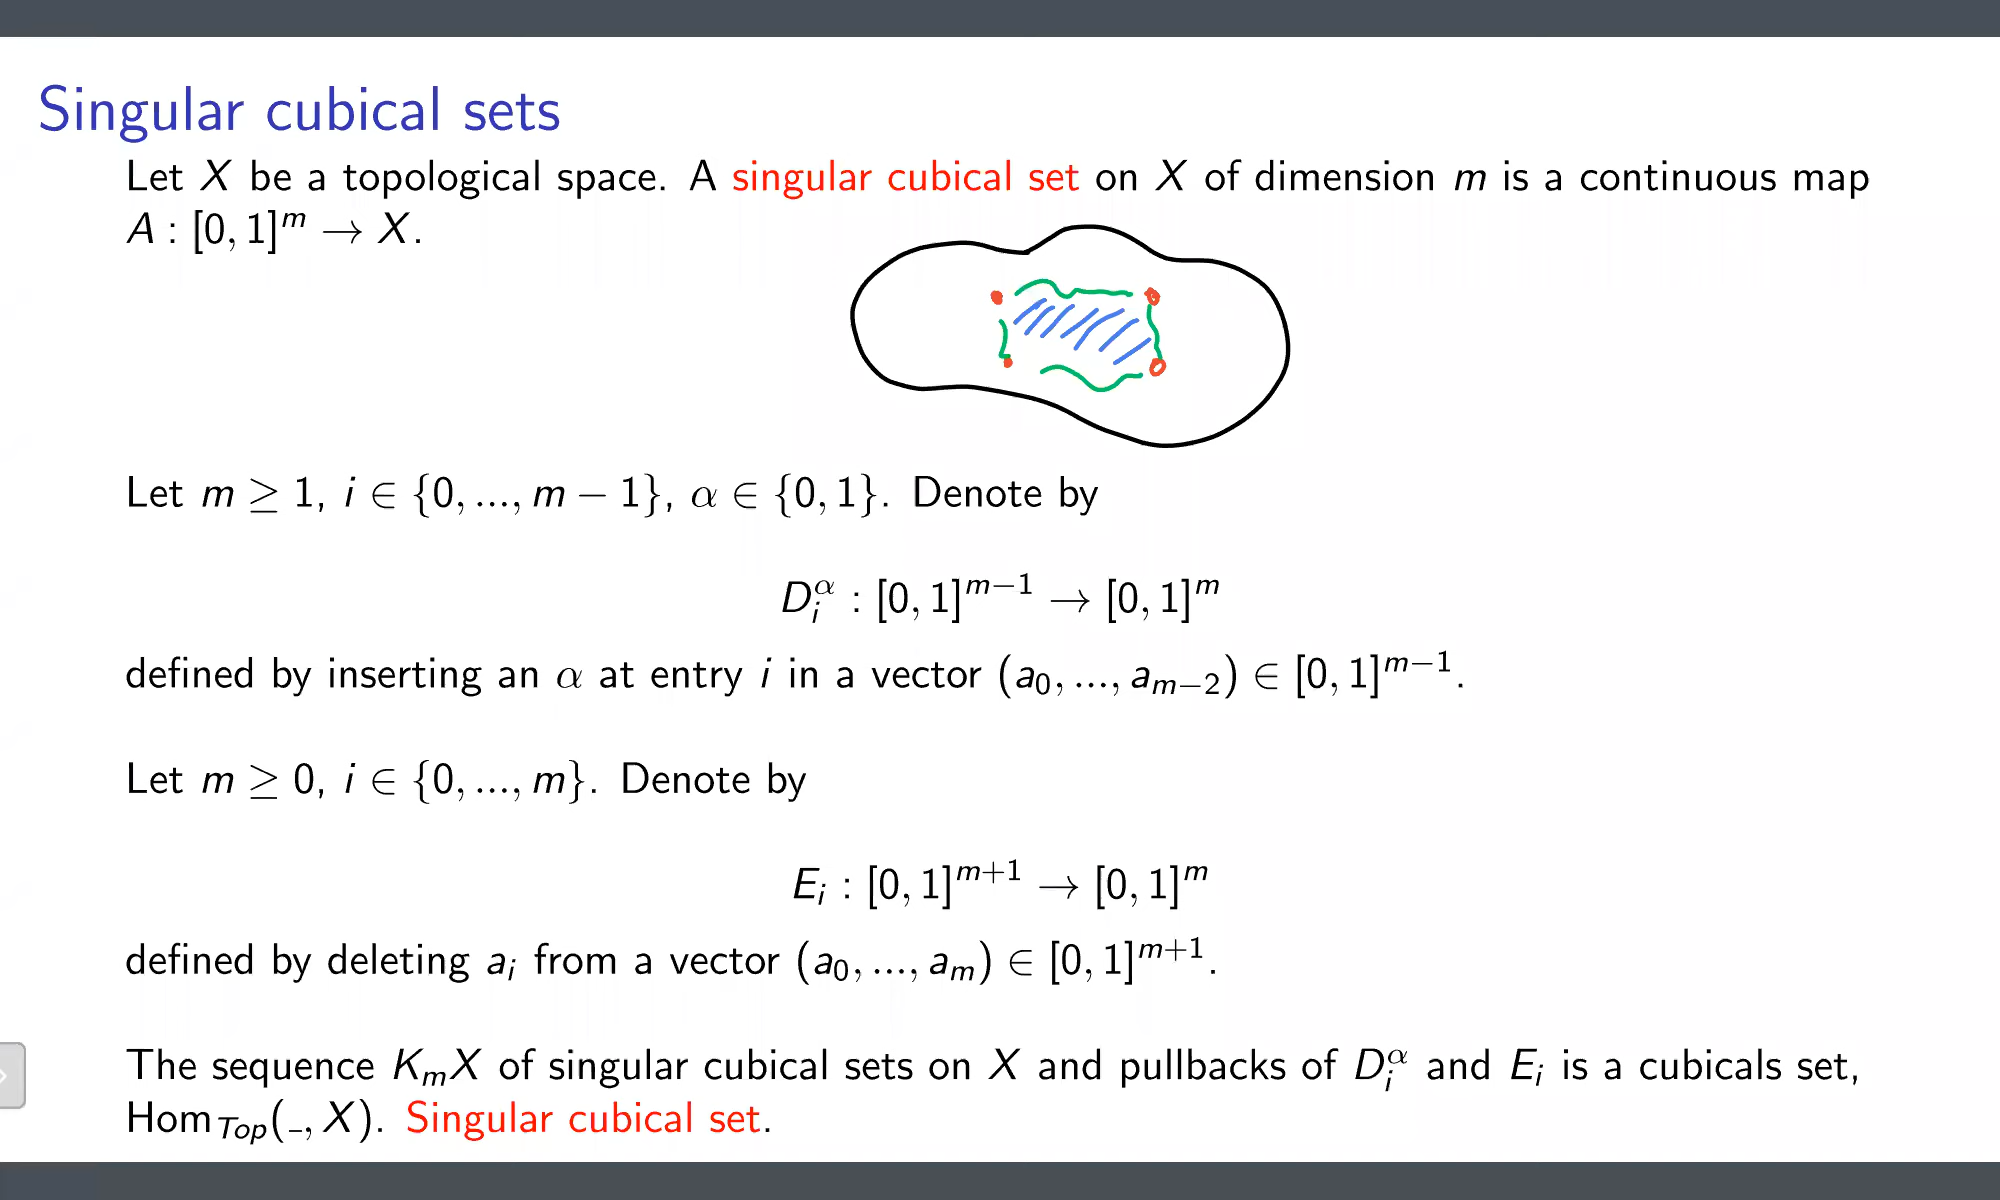 Singular cubical sets
Let X be a topological space. A singular cubical set on X of dimension m is a continuous map
A : [0, 1]^m → X.
Let m ≥ 1, i ∈ {0, ..., m − 1}, α ∈ {0, 1}. Denote by
D_i^α : [0, 1]^{m−1} → [0, 1]^m
defined by inserting an α at entry i in a vector (a_0, ..., a_{m−2}) ∈ [0, 1]^{m−1}.
Let m ≥ 0, i ∈ {0, ..., m}. Denote by
E_i : [0, 1]^{m+1} → [0, 1]^m
defined by deleting a_i from a vector (a_0, ..., a_m) ∈ [0, 1]^{m+1}.
The sequence K_mX of singular cubical sets on X and pullbacks of D_i^α and E_i is a cubicals set,
Hom_{Top}(_, X). Singular cubical set.